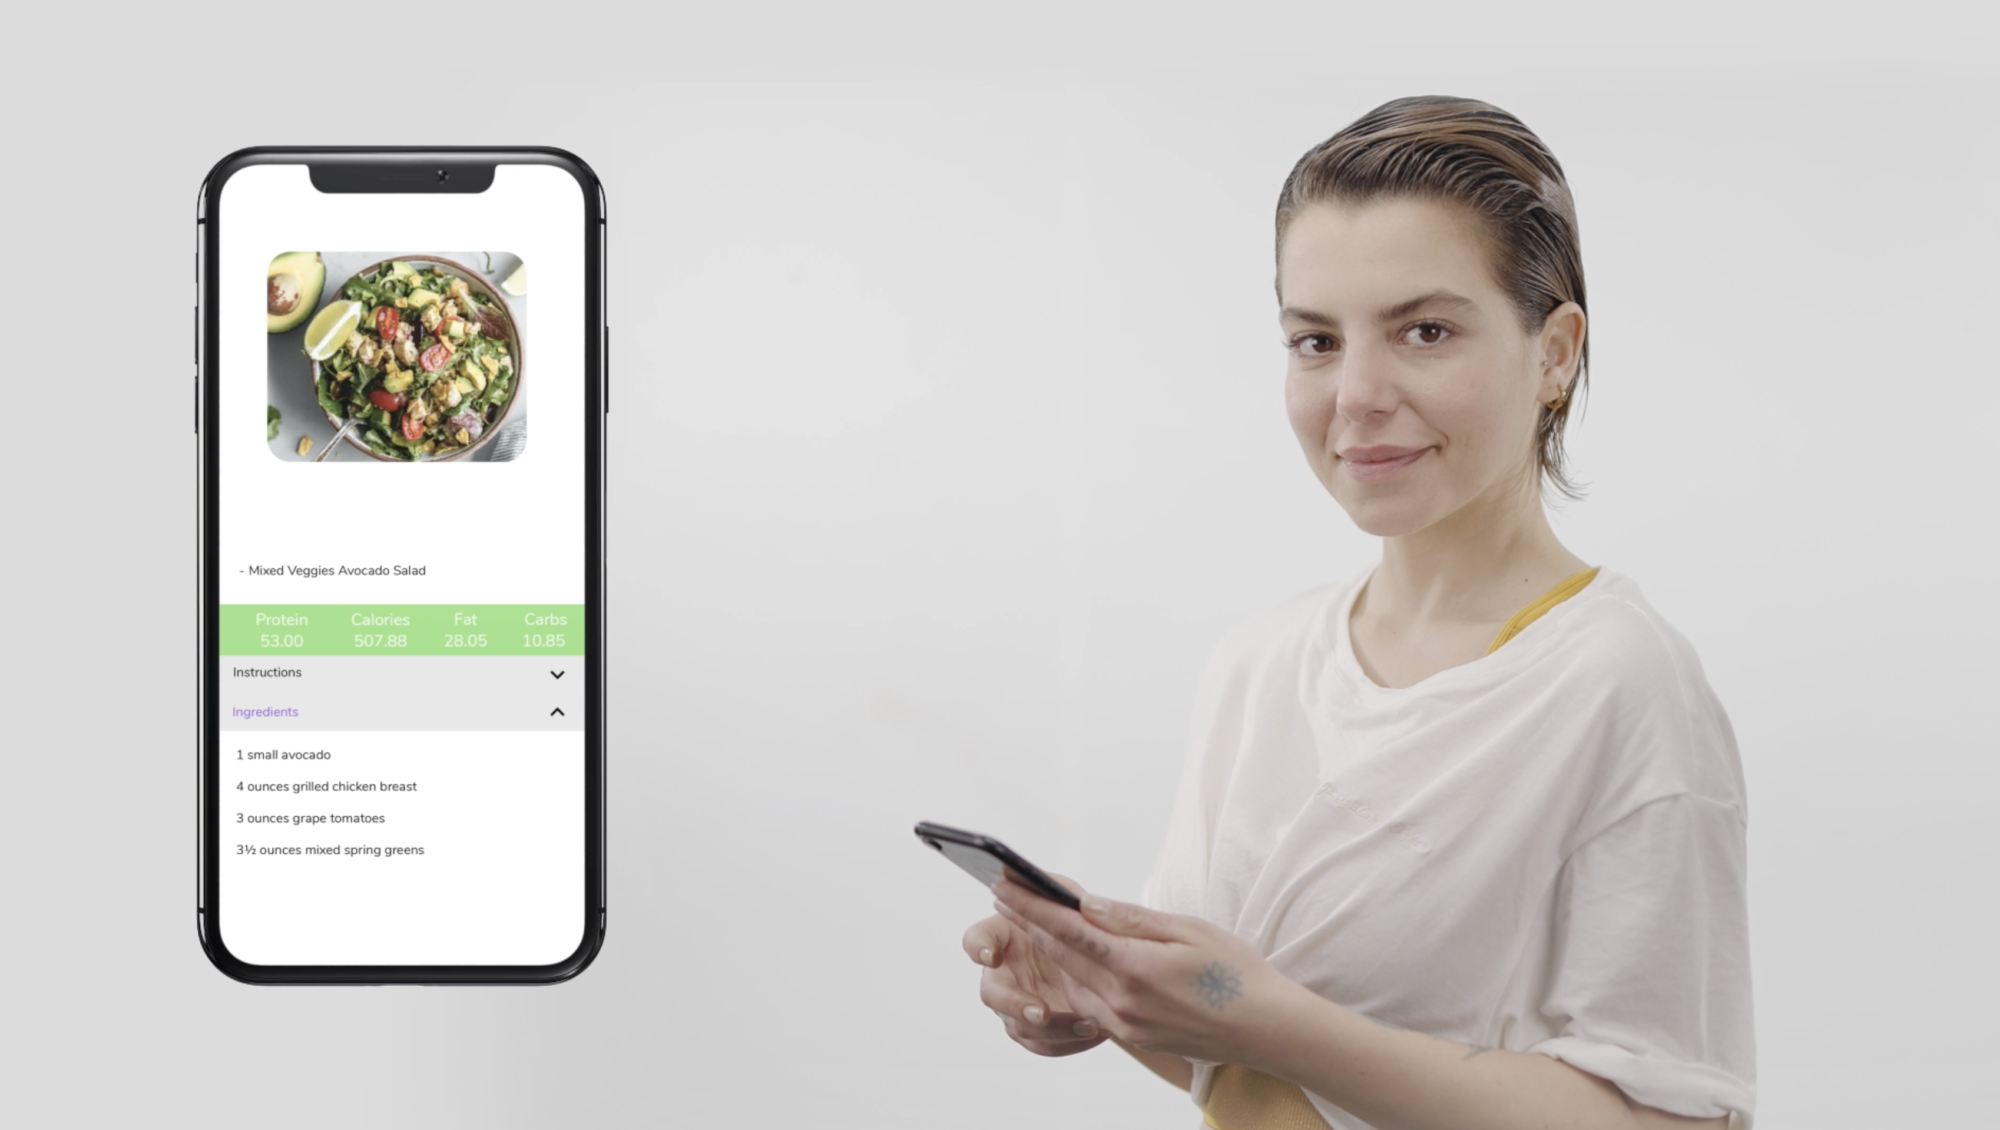 - Mixed Veggies Avocado Salad
Protein Calories Fat Carbs
53.00 507.88 28.05 10.85
Instructions
Ingredients
1 small avocado
4 ounces grilled chicken breast
3 ounces grape tomatoes
3½ ounces mixed spring greens